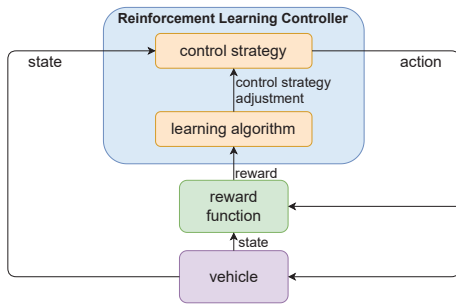 Reinforcement Learning Controller
state
control strategy
action
control strategy
adjustment
learning algorithm
reward
reward
function
state
vehicle